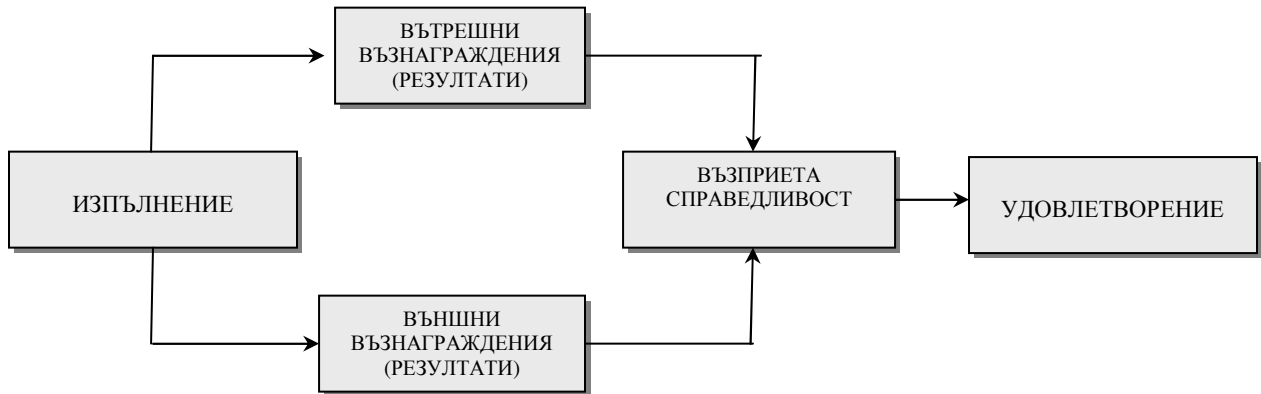 ВЪТРЕШНИ
ВЪЗНАГРАЖДЕНИЯ
(РЕЗУЛТАТИ)
ИЗПЪЛНЕНИЕ
ВЪЗПРИЕТА
СПРАВЕДЛИВОСТ
УДОВЛЕТВОРЕНИЕ
ВЪНШНИ
ВЪЗНАГРАЖДЕНИЯ
(РЕЗУЛТАТИ)